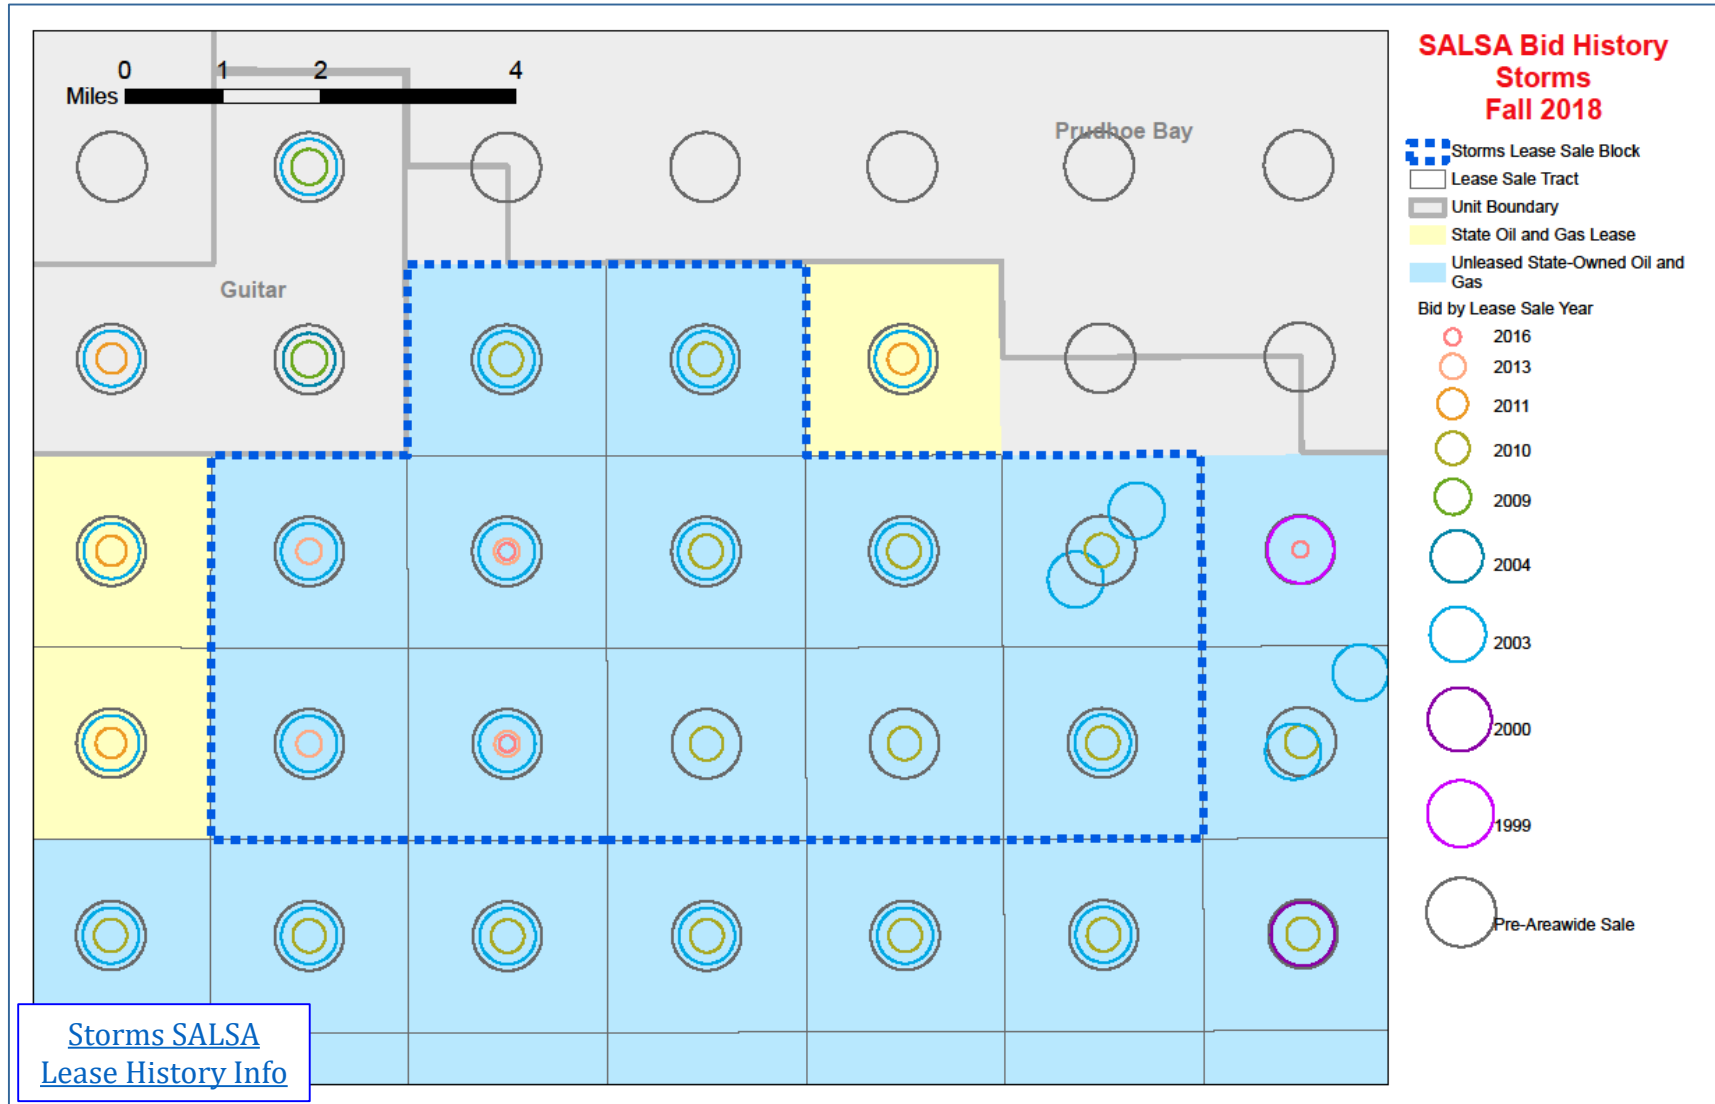 0 1 2 4
Miles
Prudhoe Bay
Guitar
Storms SALSA
Lease History Info
SALSA Bid History
Storms
Fall 2018
Storms Lease Sale Block
Lease Sale Tract
Unit Boundary
State Oil and Gas Lease
Unleased State-Owned Oil and
Gas
Bid by Lease Sale Year
2016
2013
2011
2010
2009
2004
2003
2000
1999
Pre-Areawide Sale